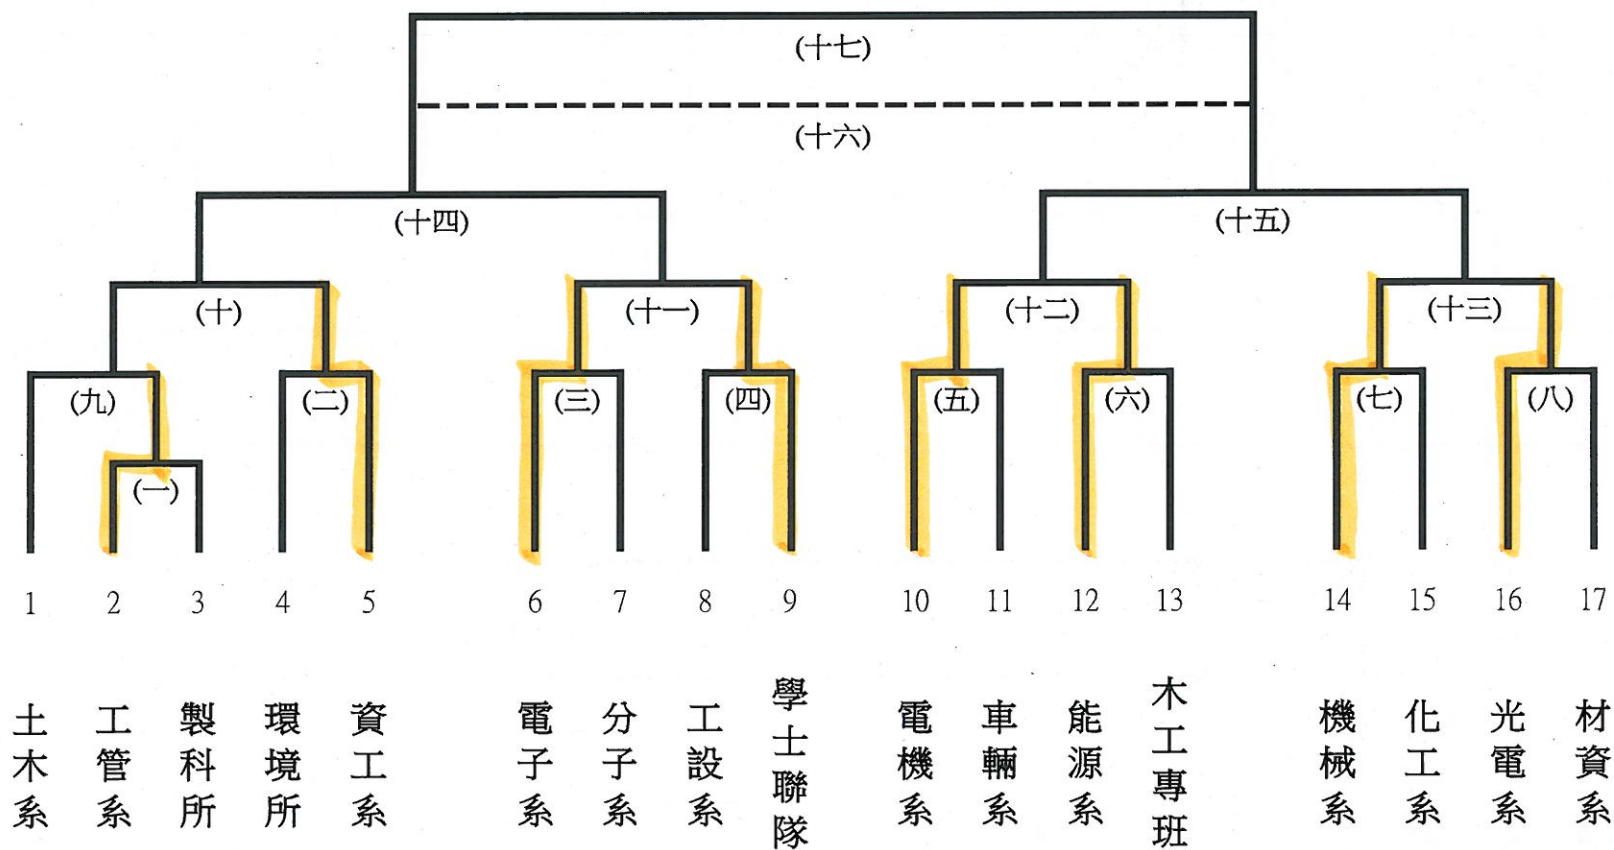 (十七)
(十六)
(十四) (十五)
(十) (十一) (十二) (十三)
(九) (二) (三) (四) (五) (六) (七) (八)
(一)
1 2 3 4 5 6 7 8 9 10 11 12 13 14 15 16 17
土木系
工管系
製科所
環境所
資工系
電子系
分子系
工設系
學士聯隊
電機系
車輛系
能源系
木工專班
機械系
化工系
光電系
材資系